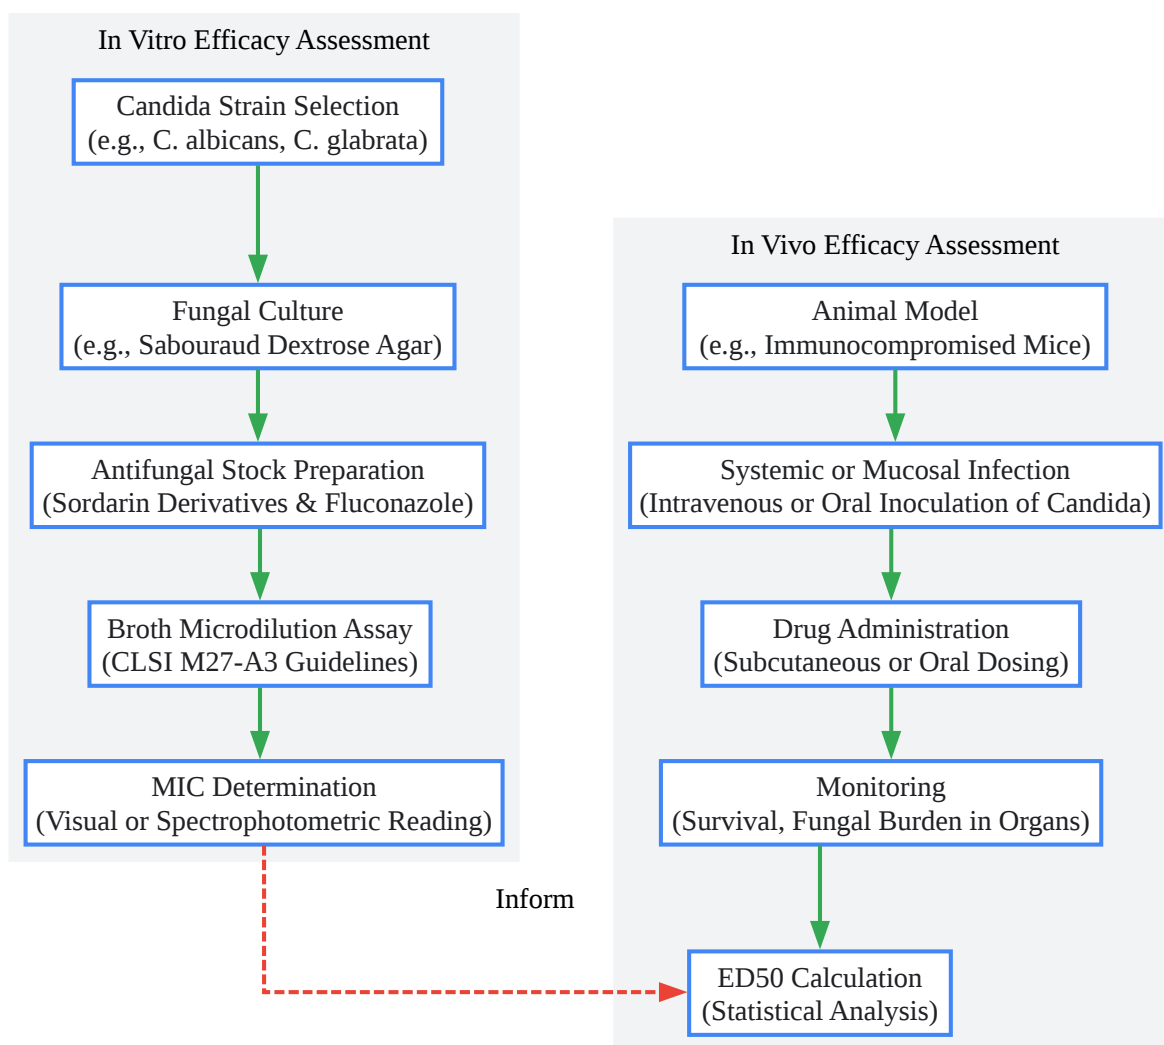 In Vitro Efficacy Assessment
Candida Strain Selection
(e.g., C. albicans, C. glabrata)
Fungal Culture
(e.g., Sabouraud Dextrose Agar)
Antifungal Stock Preparation
(Sordarin Derivatives & Fluconazole)
Broth Microdilution Assay
(CLSI M27-A3 Guidelines)
MIC Determination
(Visual or Spectrophotometric Reading)
Inform
In Vivo Efficacy Assessment
Animal Model
(e.g., Immunocompromised Mice)
Systemic or Mucosal Infection
(Intravenous or Oral Inoculation of Candida)
Drug Administration
(Subcutaneous or Oral Dosing)
Monitoring
(Survival, Fungal Burden in Organs)
ED50 Calculation
(Statistical Analysis)